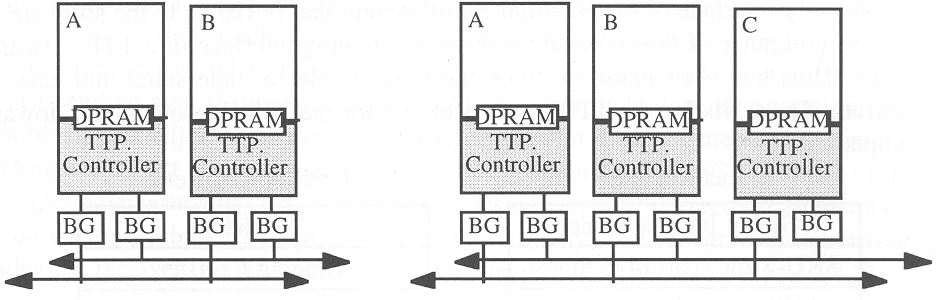 A B
DPRAM DPRAM
TTP. TTP.
Controller Controller
BG BG BG BG
A B C
DPRAM DPRAM DPRAM
TTP. TTP. TTP.
Controller Controller Controller
BG BG BG BG BG BG